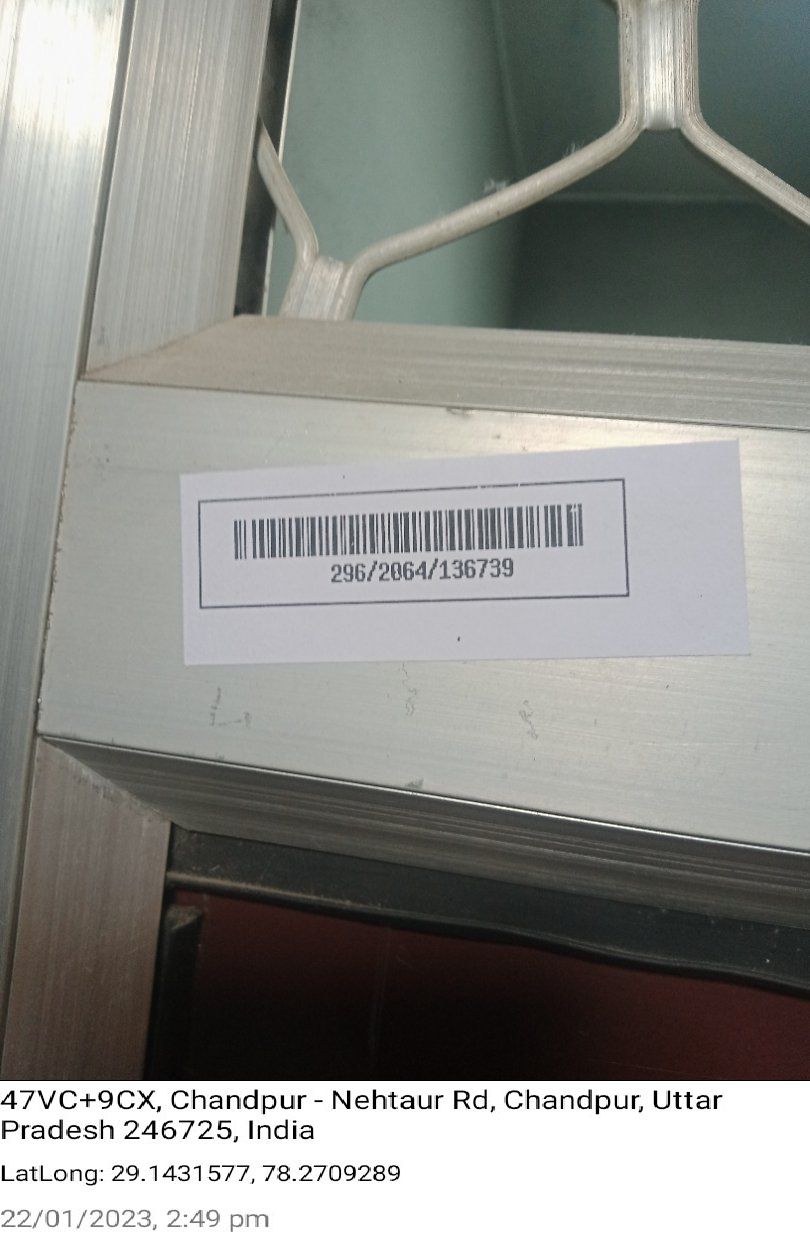 296/2064/136739
47VC+9CX, Chandpur - Nehtaur Rd, Chandpur, Uttar
Pradesh 246725, India
LatLong: 29.1431577, 78.2709289
22/01/2023, 2:49 pm